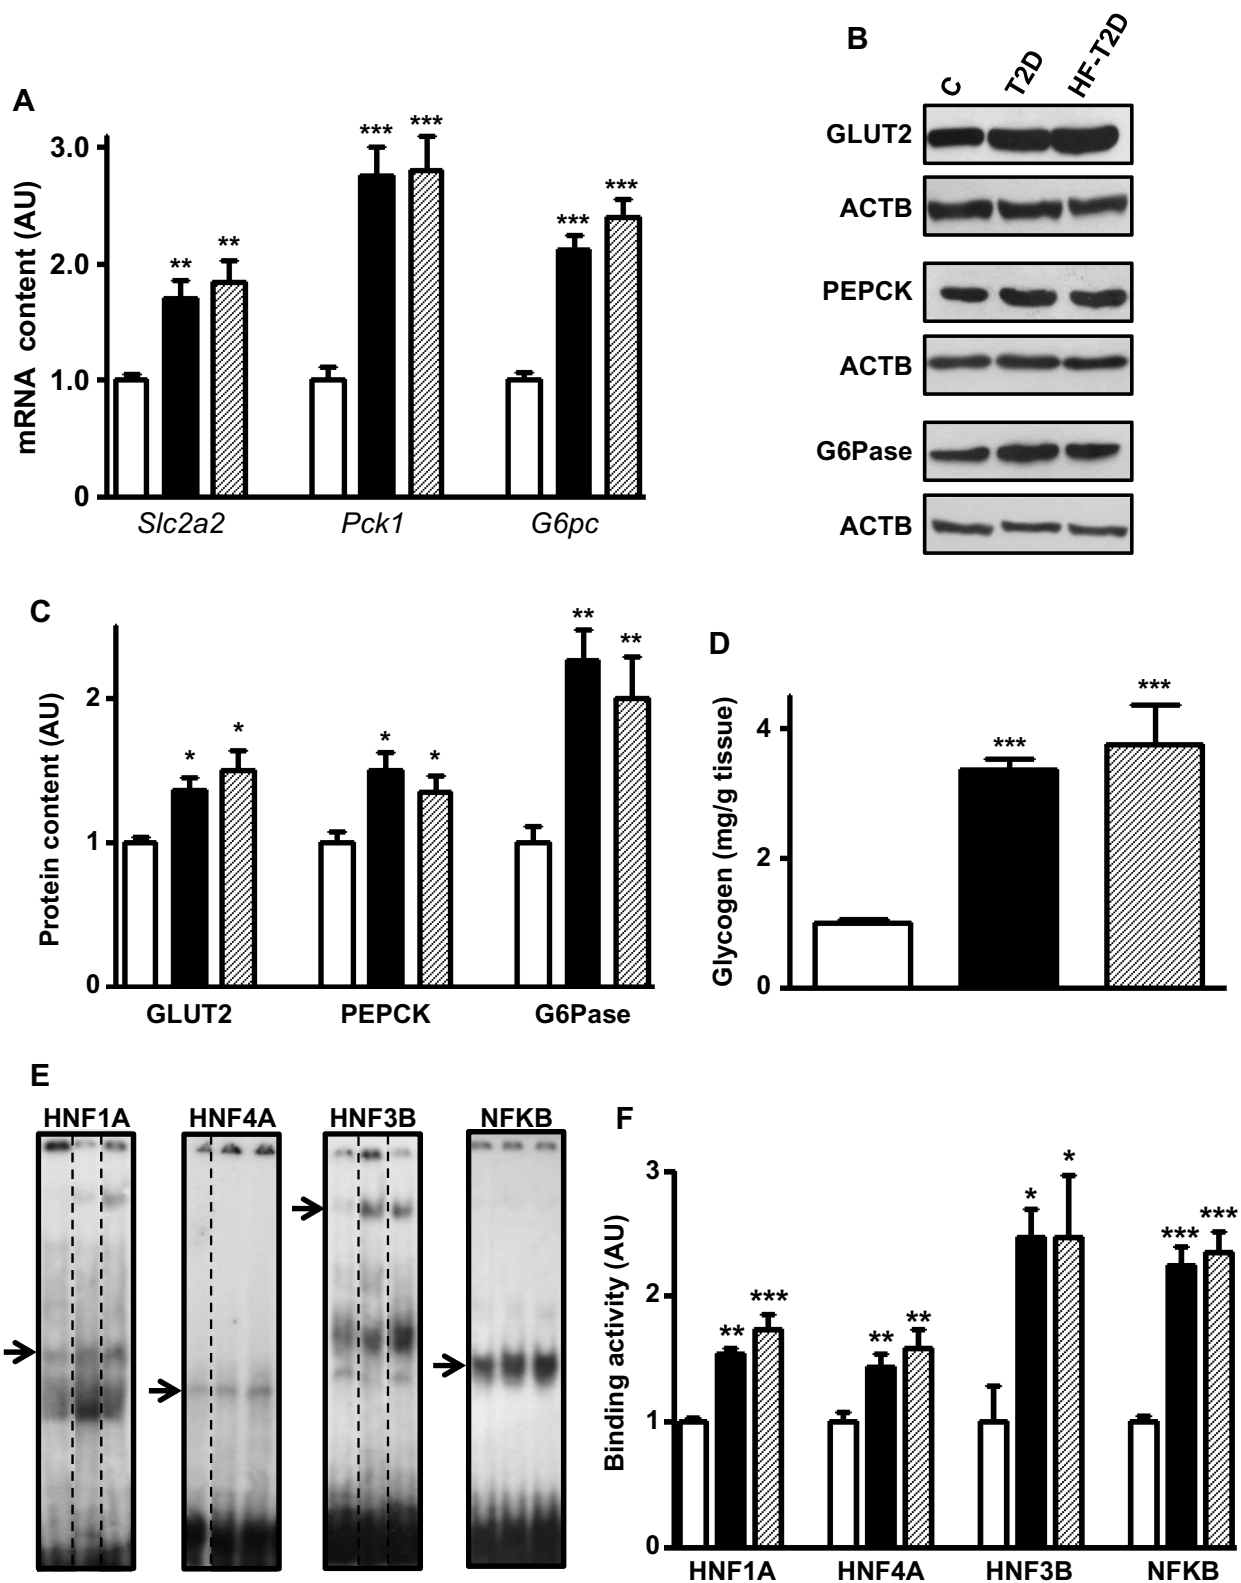 A
mRNA content (AU)
3.0
2.0
1.0
0
** **
*** ***
*** ***
Slc2a2 Pck1 G6pc
B
C T2D HF-T2D
GLUT2
ACTB
PEPCK
ACTB
G6Pase
ACTB
C
Protein content (AU)
2
1
0
* *
* *
** **
GLUT2 PEPCK G6Pase
D
Glycogen (mg/g tissue)
4
2
0
*** ***
E
HNF1A HNF4A HNF3B NFKB
F
Binding activity (AU)
3
2
1
0
** ***
** **
* *
*** ***
HNF1A HNF4A HNF3B NFKB